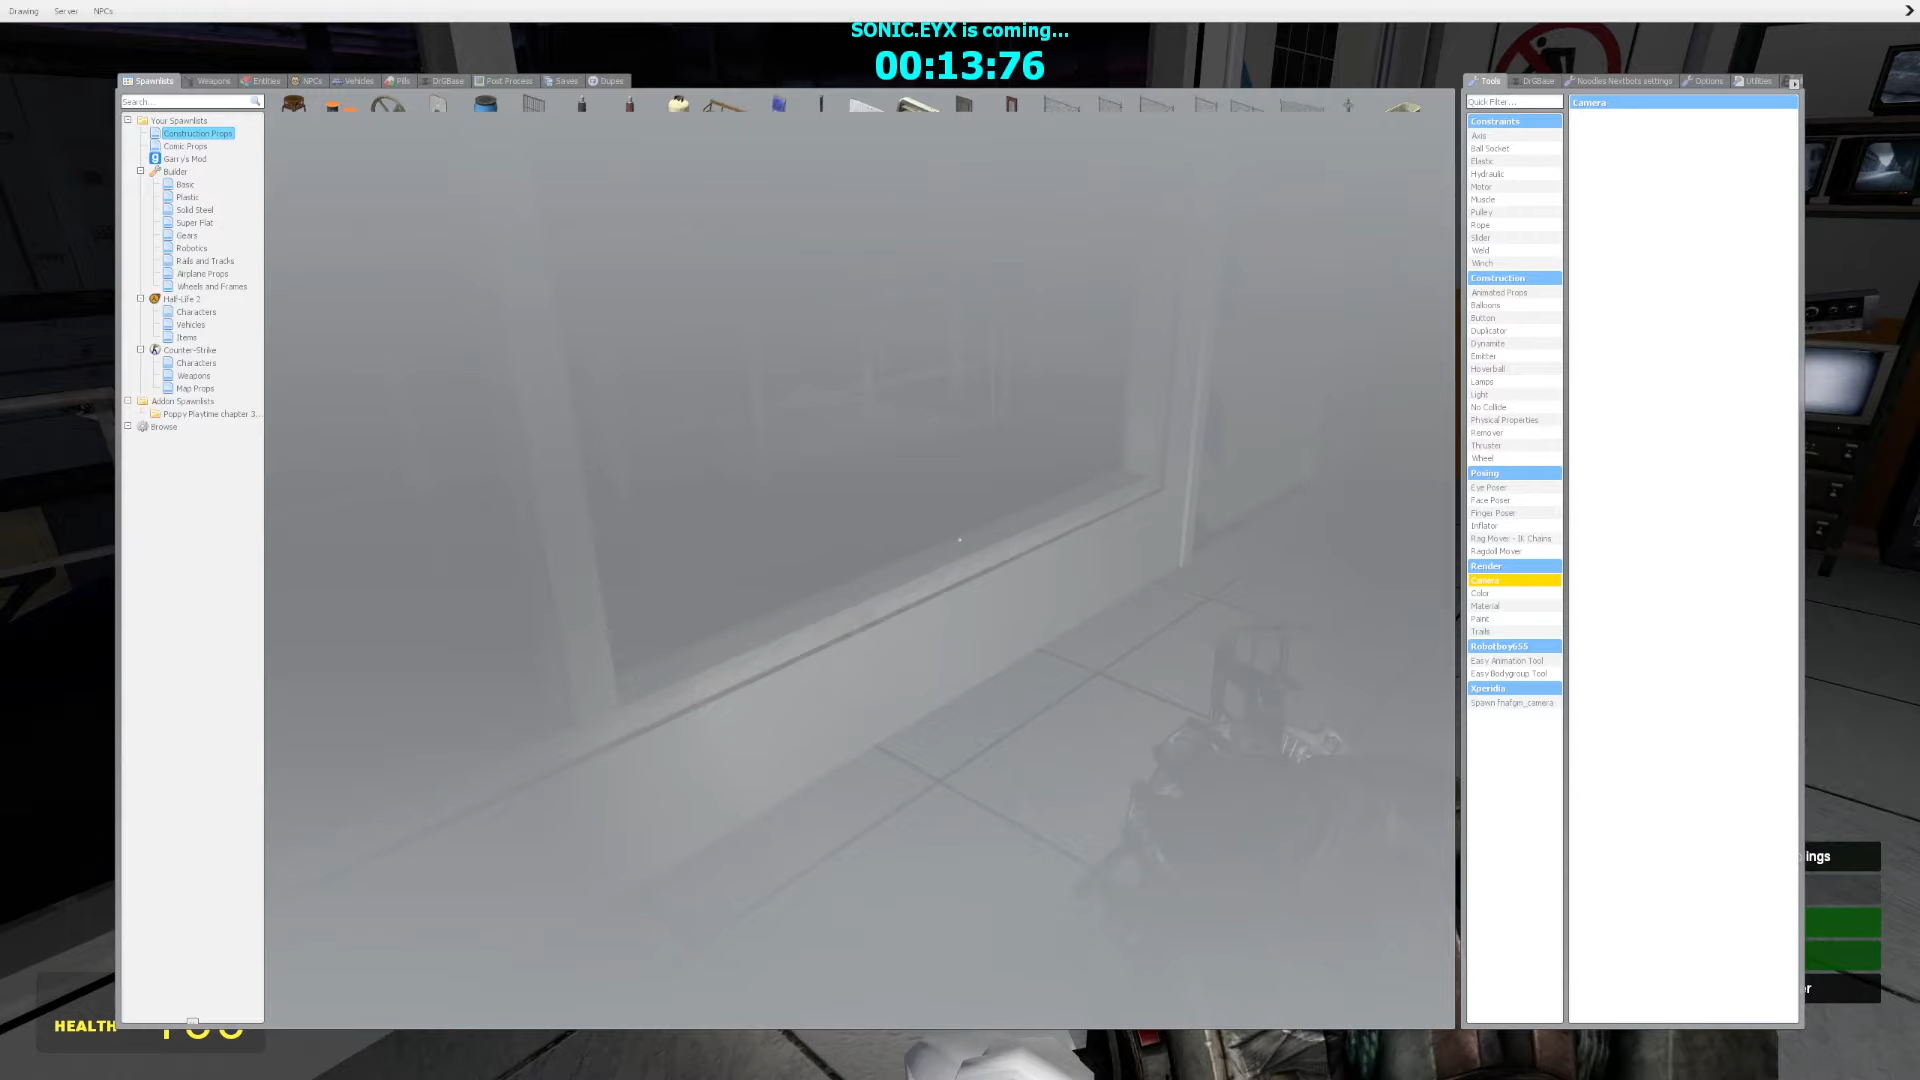 Drawing Server NPCs
SONIC.EYX is coming...
00:13:76
Spawnlists Weapons Entities NPCs Vehicles Pills DrGBase Post Process Saves Dupes
Search...
Your Spawnlists
Construction Props
Comic Props
Garry's Mod
Builder
Basic
Plastic
Solid Steel
Super Flat
Gears
Robotics
Rails and Tracks
Airplane Props
Wheels and Frames
Half-Life 2
Characters
Vehicles
Items
Counter-Strike
Characters
Weapons
Map Props
Addon Spawnlists
Poppy Playtime chapter 3...
Browse
Tools DrGBase Noodles Nextbots settings Options Utilities
Quick Filter...
Constraints
Axis
Ball Socket
Elastic
Hydraulic
Motor
Muscle
Pulley
Rope
Slider
Weld
Winch
Construction
Animated Props
Balloons
Button
Duplicator
Dynamite
Emitter
Hoverball
Lamps
Light
No Collide
Physical Properties
Remover
Thruster
Wheel
Posing
Eye Poser
Face Poser
Finger Poser
Inflator
Rag Mover - IK Chains
Ragdoll Mover
Render
Camera
Color
Material
Paint
Trails
Robotboy655
Easy Animation Tool
Easy Bodygroup Tool
Xperidia
Spawn fnafgm_camera
Camera
HEALTH